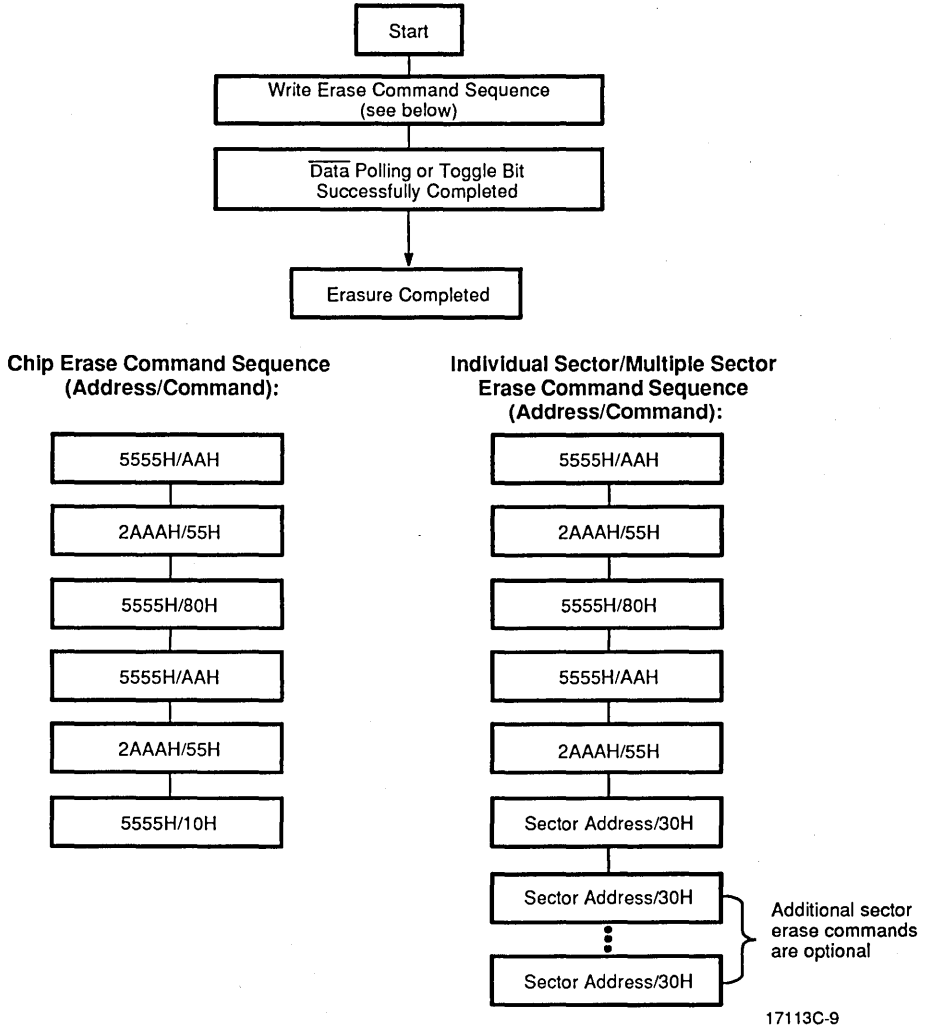 Start
Write Erase Command Sequence
(see below)
Data Polling or Toggle Bit
Successfully Completed
Erasure Completed
Chip Erase Command Sequence
(Address/Command):
5555H/AAH
2AAAH/55H
5555H/80H
5555H/AAH
2AAAH/55H
5555H/10H
Individual Sector/Multiple Sector
Erase Command Sequence
(Address/Command):
5555H/AAH
2AAAH/55H
5555H/80H
5555H/AAH
2AAAH/55H
Sector Address/30H
Sector Address/30H
Sector Address/30H
Additional sector
erase commands
are optional
17113C-9